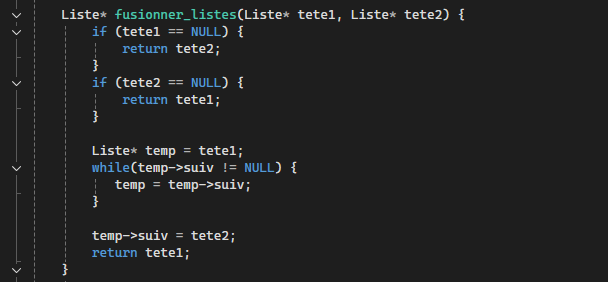 Liste* fusionner_listes(Liste* tete1, Liste* tete2) {
    if (tete1 == NULL) {
        return tete2;
    }
    if (tete2 == NULL) {
        return tete1;
    }

    Liste* temp = tete1;
    while(temp->suiv != NULL) {
       temp = temp->suiv;
    }

    temp->suiv = tete2;
    return tete1;
}